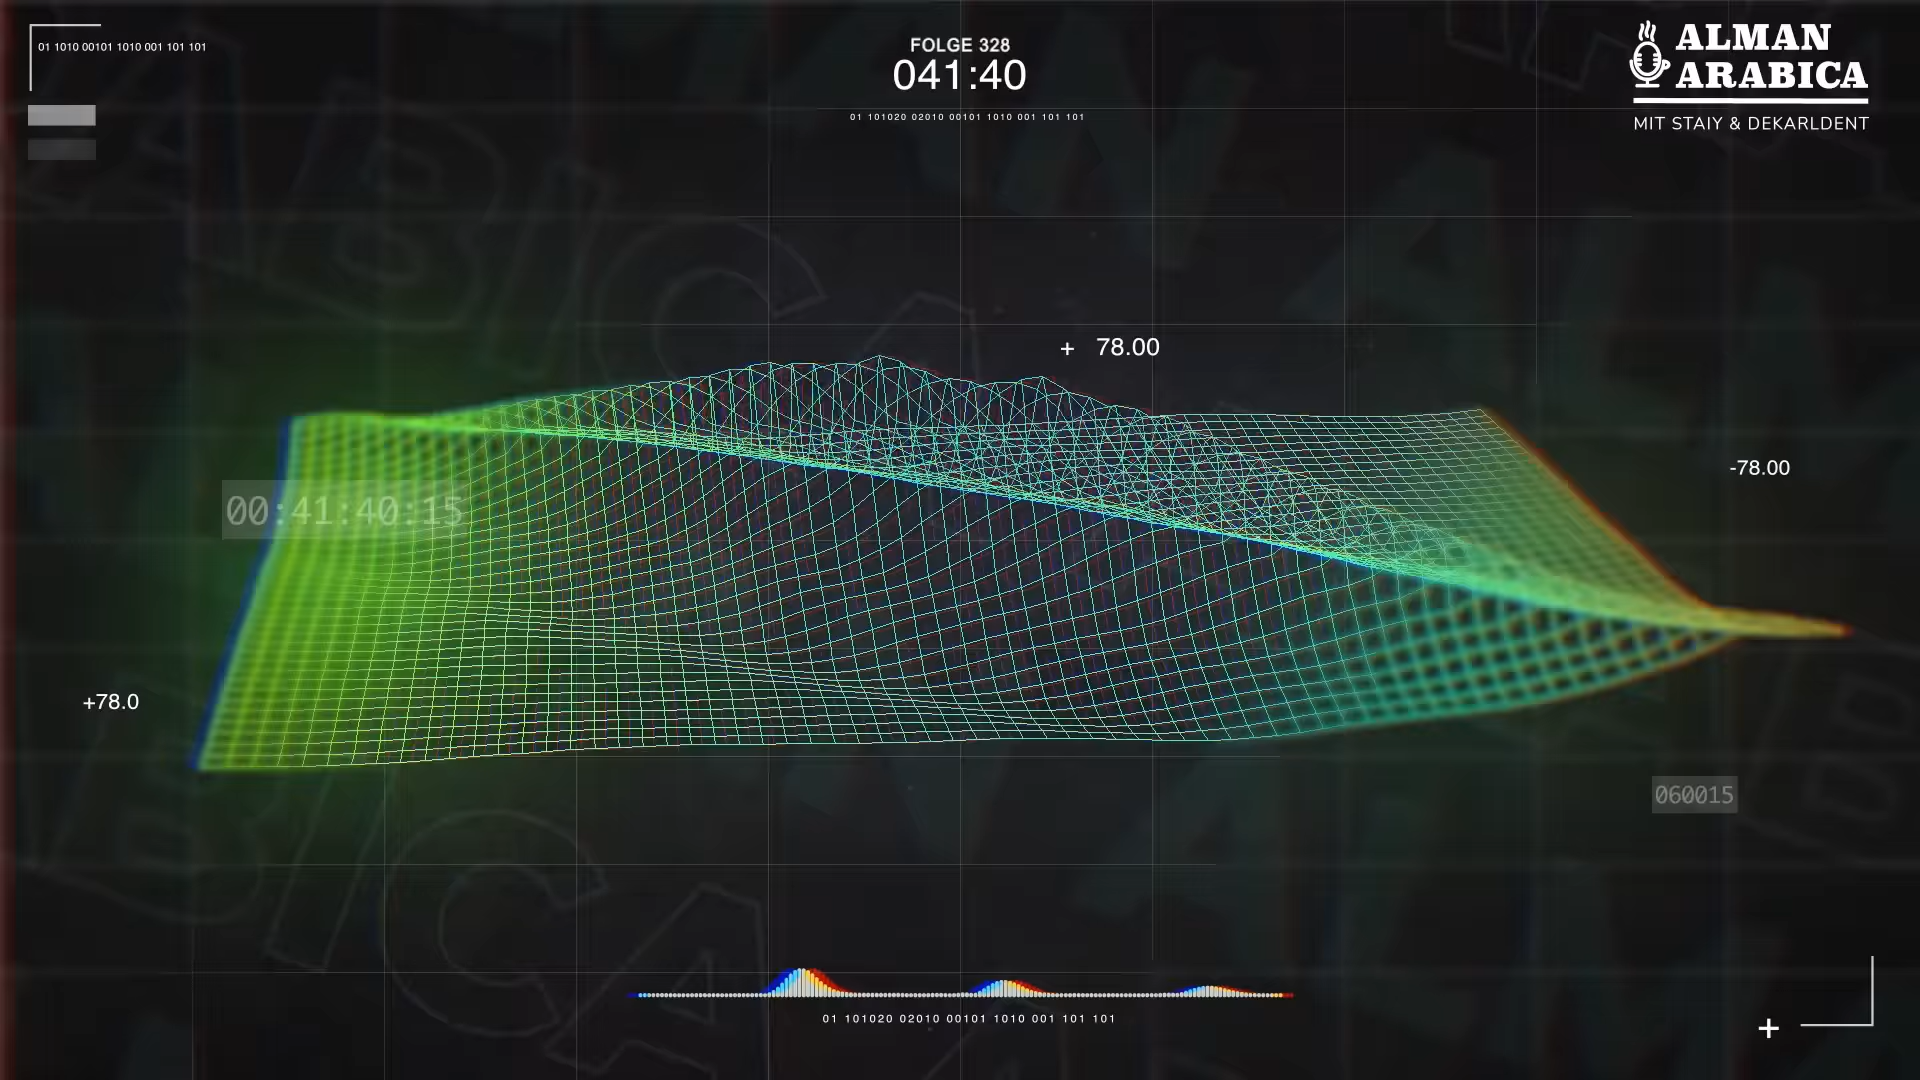 01 1010 00101 1010 001 101 101
FOLGE 328
041:40
01 101020 02010 00101 1010 001 101 101
ALMAN
ARABICA
MIT STAIY & DEKARLDENT
+ 78.00
-78.00
00:41:40:15
+78.0
060015
01 101020 02010 00101 1010 001 101 101
+